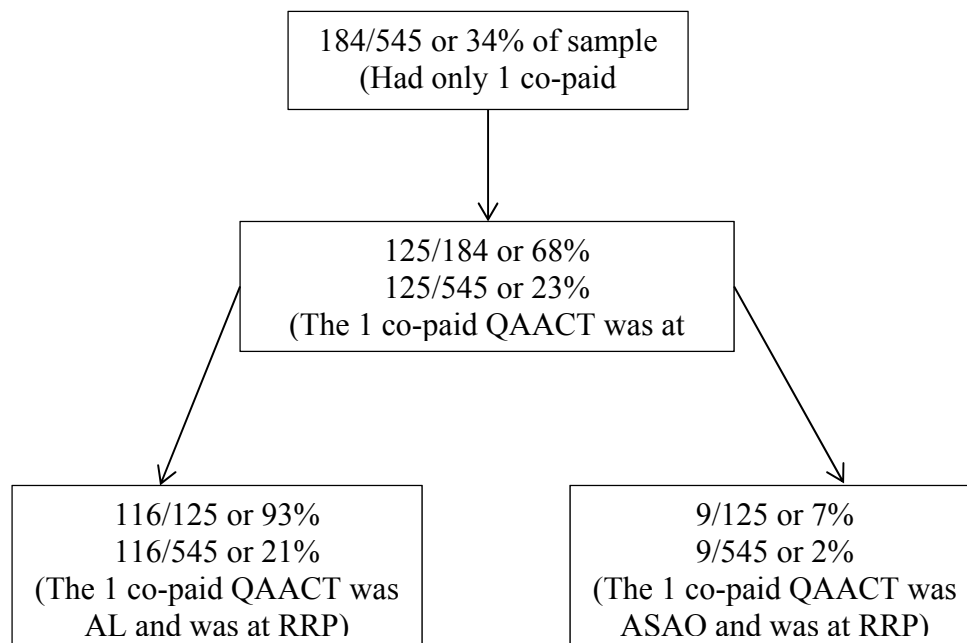 184/545 or 34% of sample
(Had only 1 co-paid
125/184 or 68%
125/545 or 23%
(The 1 co-paid QAACT was at
116/125 or 93%
116/545 or 21%
(The 1 co-paid QAACT was
AL and was at RRP)
9/125 or 7%
9/545 or 2%
(The 1 co-paid QAACT was
ASAO and was at RRP)